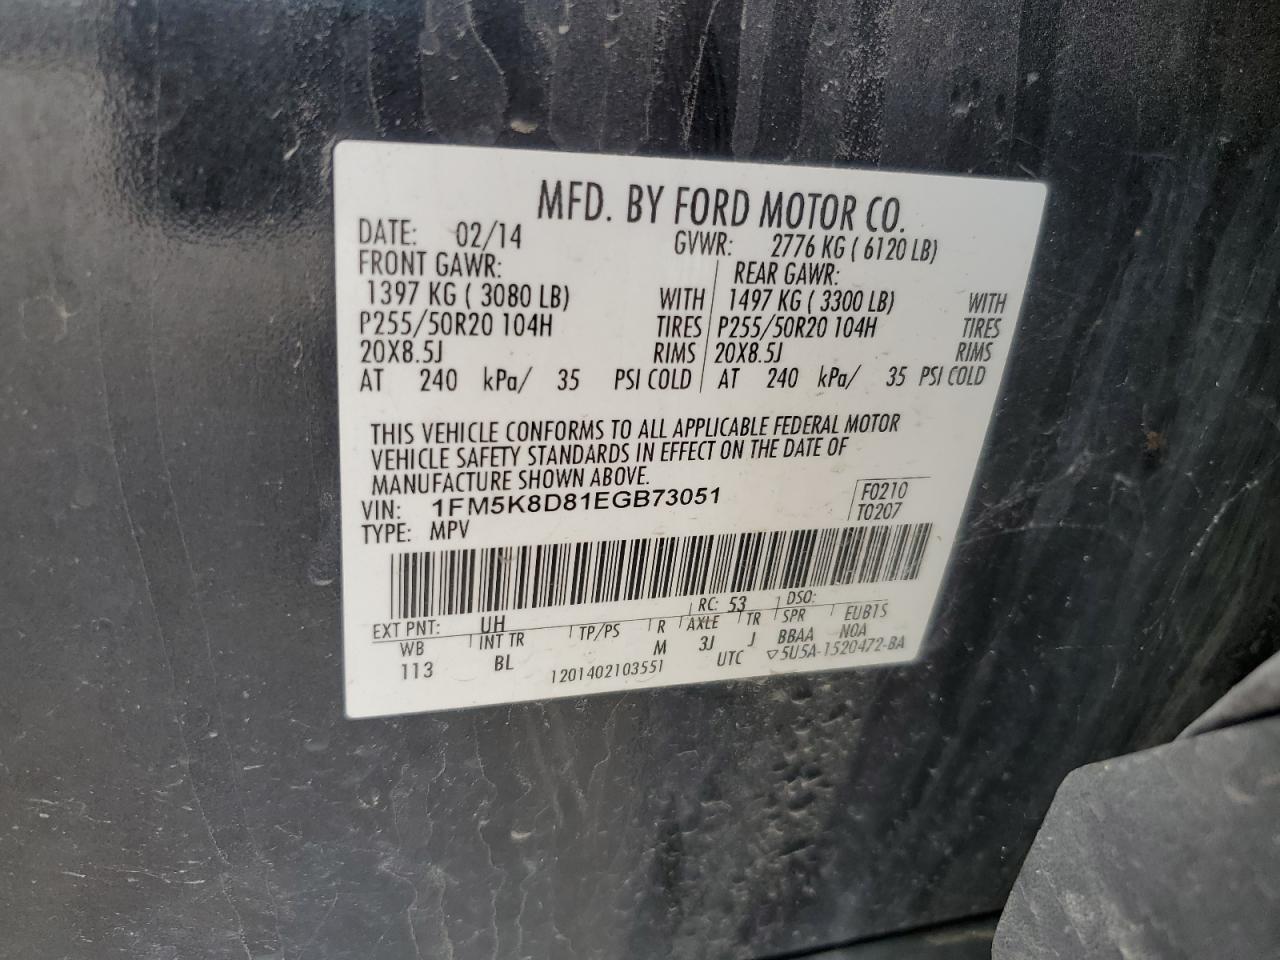 MFD. BY FORD MOTOR CO.
DATE: 02/14 GVWR: 2776 KG ( 6120 LB)
FRONT GAWR: REAR GAWR:
1397 KG ( 3080 LB) WITH 1497 KG ( 3300 LB) WITH
P255/50R20 104H TIRES P255/50R20 104H TIRES
20X8.5J RIMS 20X8.5J RIMS
AT 240 kPa/ 35 PSI COLD AT 240 kPa/ 35 PSI COLD
THIS VEHICLE CONFORMS TO ALL APPLICABLE FEDERAL MOTOR
VEHICLE SAFETY STANDARDS IN EFFECT ON THE DATE OF
MANUFACTURE SHOWN ABOVE.
VIN: 1FM5K8D81EGB73051 F0210
TYPE: MPV T0207
EXT PNT: UH RC: 53 DSO:
WB INT TR TP/PS R AXLE TR SPR EUB15
113 BL M 3J J BBAA NOA
1201402103551 UTC ▽5U5A-1520472-BA